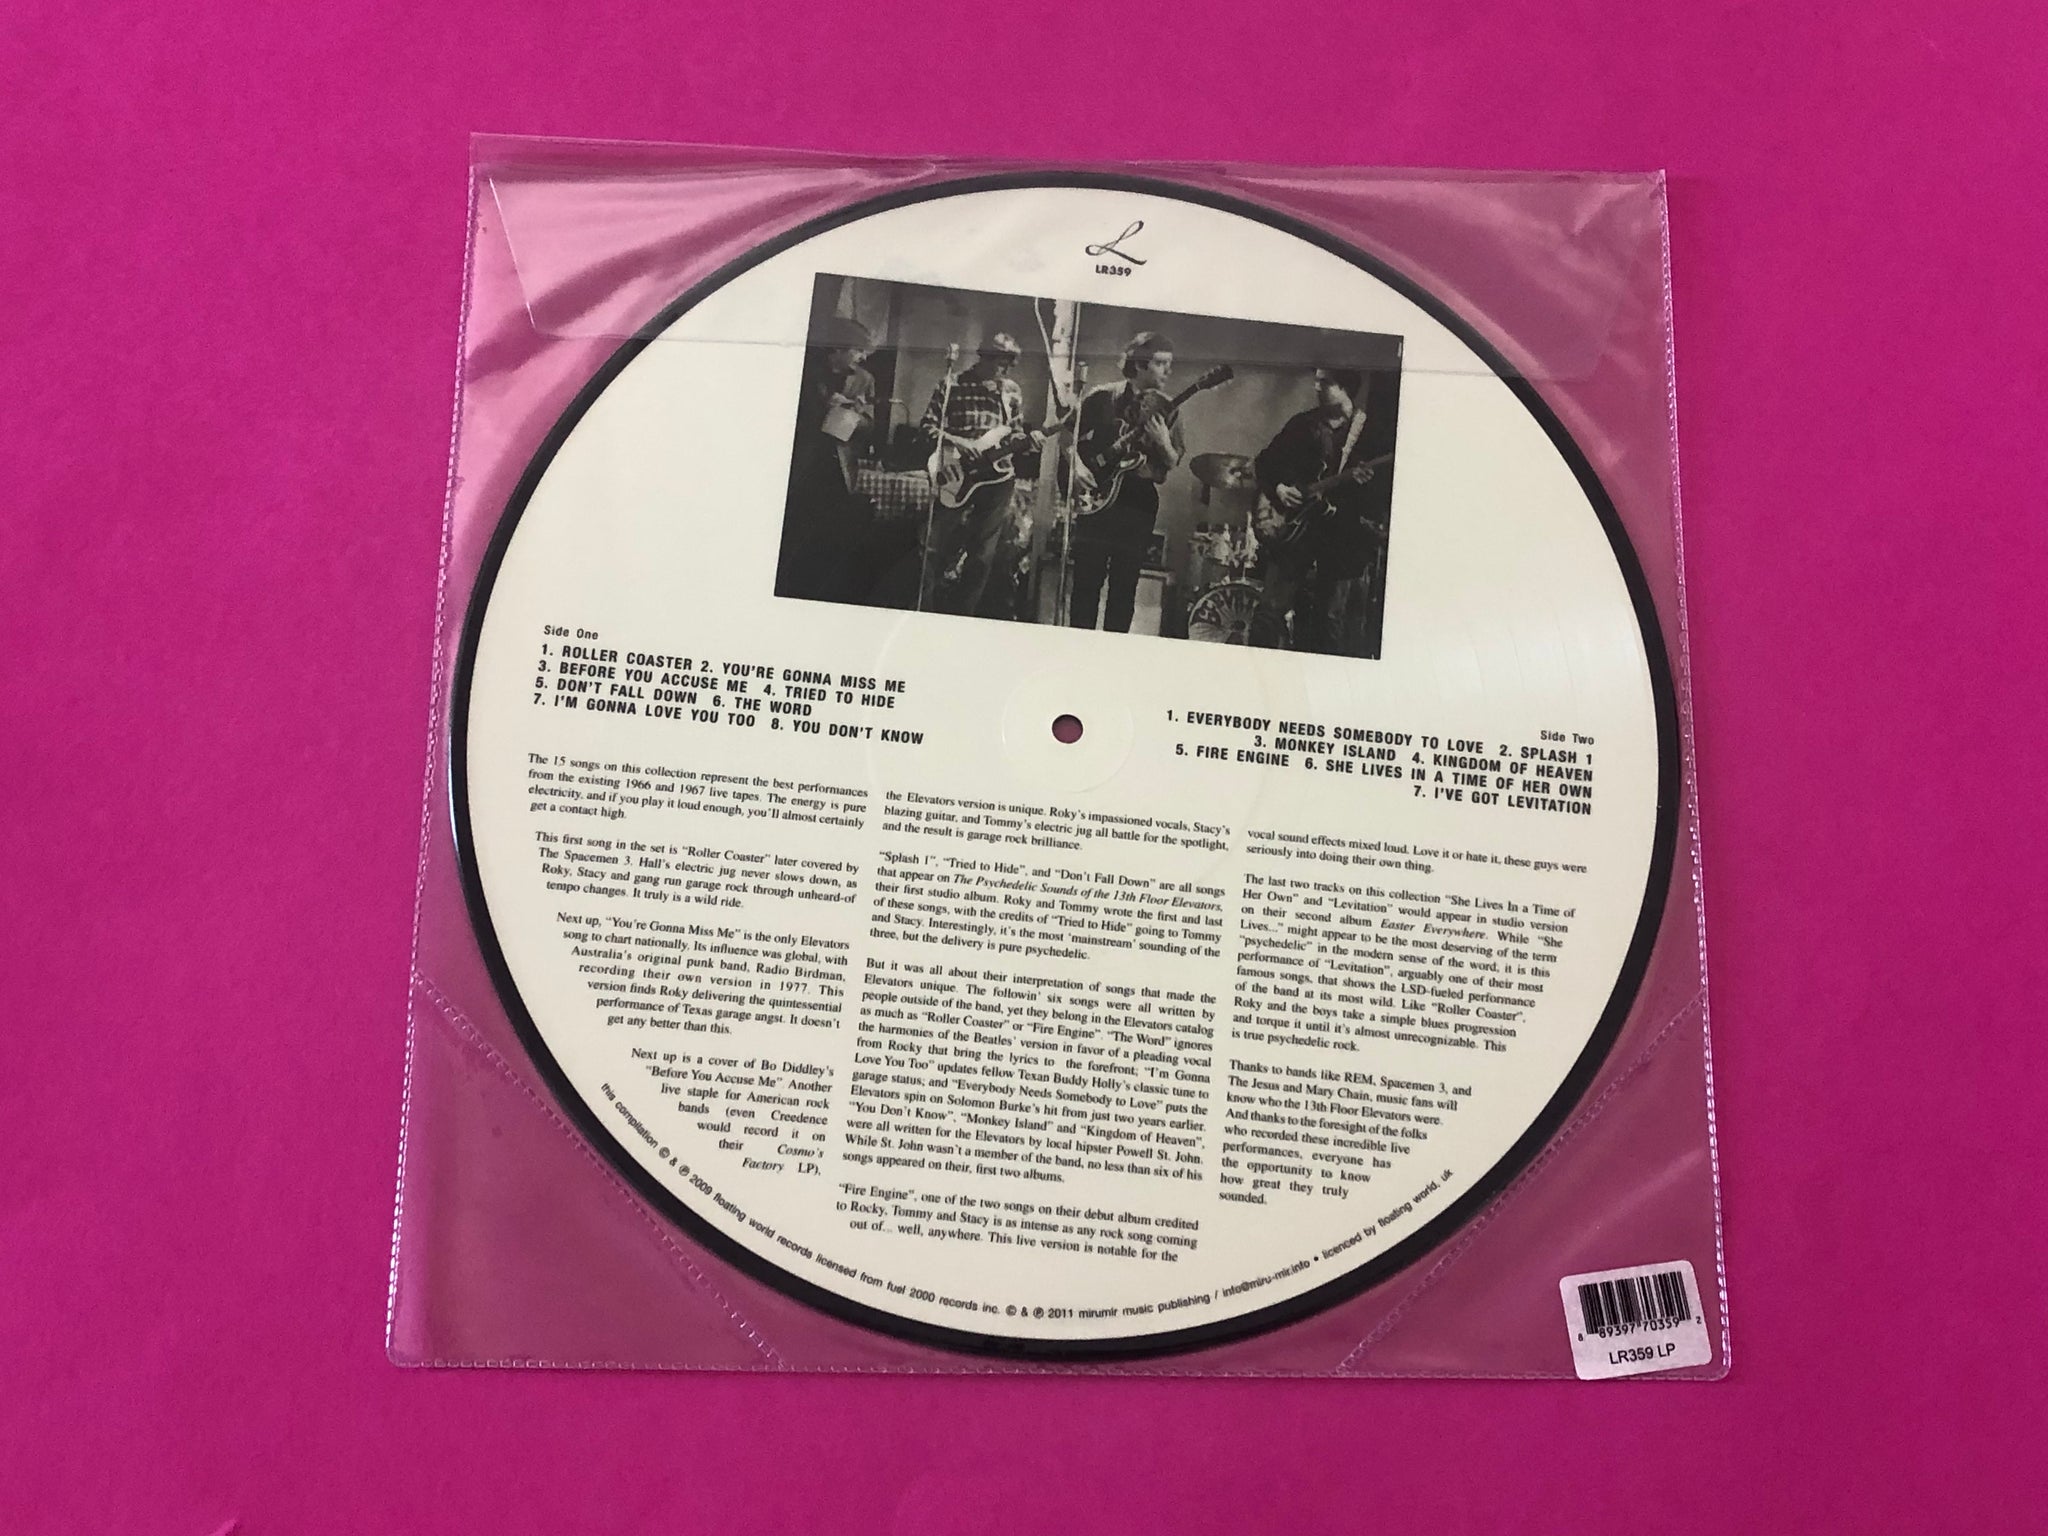 L
LR359
Side One
1. ROLLER COASTER 2. YOU'RE GONNA MISS ME
3. BEFORE YOU ACCUSE ME 4. TRIED TO HIDE
5. DON'T FALL DOWN 6. THE WORD
7. I'M GONNA LOVE YOU TOO 8. YOU DON'T KNOW
Side Two
1. EVERYBODY NEEDS SOMEBODY TO LOVE 2. SPLASH 1
3. MONKEY ISLAND 4. KINGDOM OF HEAVEN
5. FIRE ENGINE 6. SHE LIVES IN A TIME OF HER OWN
7. I'VE GOT LEVITATION
The 15 songs on this collection represent the best performances
from the existing 1966 and 1967 live tapes. The energy is pure
electricity, and if you play it loud enough, you'll almost certainly
get a contact high.
This first song in the set is "Roller Coaster" later covered by
The Spacemen 3. Hall's electric jug never slows down, as
Roky, Stacy and gang run garage rock through unheard-of
tempo changes. It truly is a wild ride.
Next up, "You're Gonna Miss Me" is the only Elevators
song to chart nationally. Its influence was global, with
Australia's original punk band, Radio Birdman,
recording their own version in 1977. This
version finds Roky delivering the quintessential
performance of Texas garage angst. It doesn't
get any better than this.
Next up is a cover of Bo Diddley's
"Before You Accuse Me" Another
live staple for American rock
bands (even Creedence
would record it on
their Cosmo's
Factory LP),
the Elevators version is unique. Roky's impassioned vocals, Stacy's
blazing guitar, and Tommy's electric jug all battle for the spotlight,
and the result is garage rock brilliance.
"Splash 1", "Tried to Hide", and "Don't Fall Down" are all songs
that appear on The Psychedelic Sounds of the 13th Floor Elevators,
their first studio album. Roky and Tommy wrote the first and last
of these songs, with the credits of "Tried to Hide" going to Tommy
and Stacy. Interestingly, it's the most 'mainstream' sounding of the
three, but the delivery is pure psychedelic.
But it was all about their interpretation of songs that made the
Elevators unique. The followin' six songs were all written by
people outside of the band, yet they belong in the Elevators catalog
as much as "Roller Coaster" or "Fire Engine". "The Word" ignores
the harmonies of the Beatles' version in favor of a pleading vocal
from Rocky that bring the lyrics to the forefront; "I'm Gonna
Love You Too" updates fellow Texan Buddy Holly's classic tune to
garage status; and "Everybody Needs Somebody to Love" puts the
Elevators spin on Solomon Burke's hit from just two years earlier.
"You Don't Know", "Monkey Island" and "Kingdom of Heaven",
were all written for the Elevators by local hipster Powell St. John.
While St. John wasn't a member of the band, no less than six of his
songs appeared on their, first two albums.
"Fire Engine", one of the two songs on their debut album credited
to Rocky, Tommy and Stacy is as intense as any rock song coming
out of... well, anywhere. This live version is notable for the
vocal sound effects mixed loud. Love it or hate it, these guys were
seriously into doing their own thing.
The last two tracks on this collection "She Lives In a Time of
Her Own" and "Levitation" would appear in studio version
on their second album Easter Everywhere. While "She
Lives..." might appear to be the most deserving of the term
"psychedelic" in the modern sense of the word, it is this
performance of "Levitation", arguably one of their most
famous songs, that shows the LSD-fueled performance
of the band at its most wild. Like "Roller Coaster",
Roky and the boys take a simple blues progression
and torque it until it's almost unrecognizable. This
is true psychedelic rock.
Thanks to bands like REM, Spacemen 3, and
The Jesus and Mary Chain, music fans will
know who the 13th Floor Elevators were.
And thanks to the foresight of the folks
who recorded these incredible live
performances, everyone has
the opportunity to know
how great they truly
sounded.
this compilation © & ℗ 2009 floating world records licensed from fuel 2000 records inc. © & ℗ 2011 mirumir music publishing / info@miru-mir.info • licenced by floating world, uk
8 89397 70359 2
LR359 LP